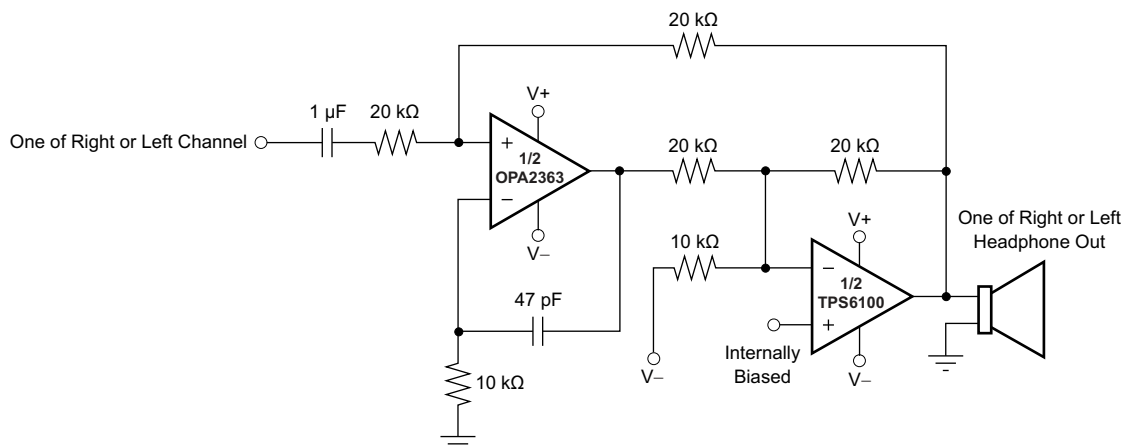 20 kΩ
1 µF
20 kΩ
V+
One of Right or Left Channel
+
1/2
OPA2363
−
V−
20 kΩ
20 kΩ
V+
One of Right or Left
Headphone Out
10 kΩ
−
1/2
TPS6100
+
47 pF
Internally
Biased
V−
V−
10 kΩ